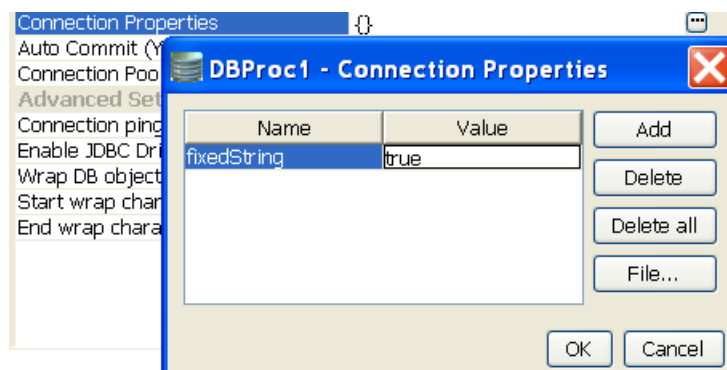 Connection Properties {}
Auto Commit (Y
Connection Poo
Advanced Set
Connection ping
Enable JDBC Dri
Wrap DB object
Start wrap char
End wrap chara
DBProc1 - Connection Properties
Name Value
fixedString true
Add
Delete
Delete all
File...
OK Cancel